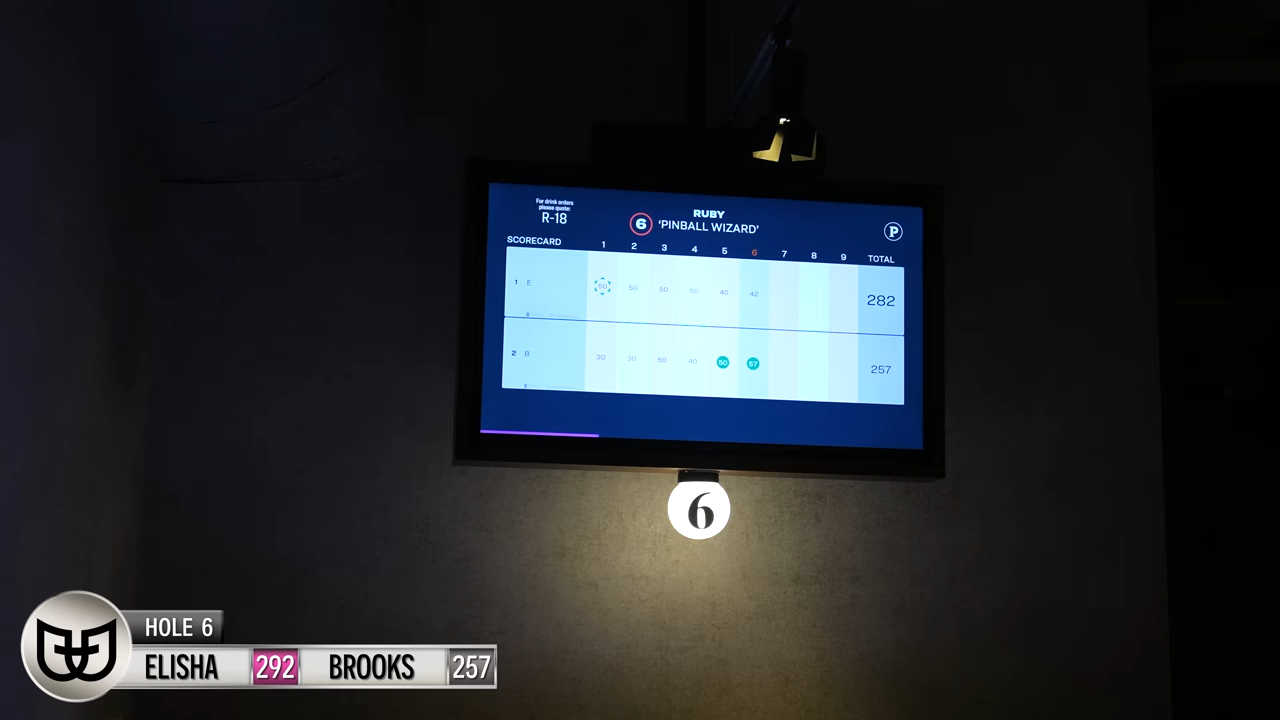 For drink orders
please quote:
R-18
RUBY
6 'PINBALL WIZARD'
P
SCORECARD 1 2 3 4 5 6 7 8 9 TOTAL
1 E 50 50 50 50 40 42 282
2 B 30 30 50 40 50 57 257
6
HOLE 6
ELISHA 292 BROOKS 257